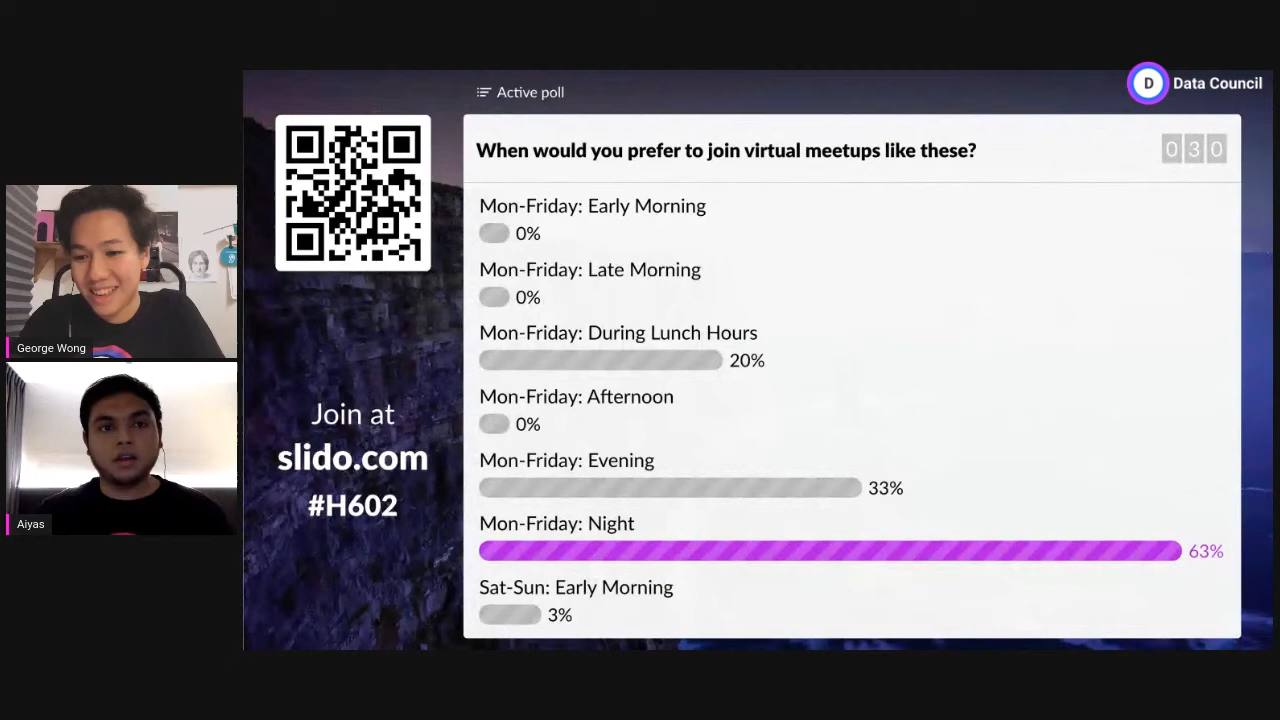 Active poll
D Data Council
When would you prefer to join virtual meetups like these?
030
Mon-Friday: Early Morning
0%
Mon-Friday: Late Morning
0%
Mon-Friday: During Lunch Hours
20%
Mon-Friday: Afternoon
0%
Mon-Friday: Evening
33%
Mon-Friday: Night
63%
Sat-Sun: Early Morning
3%
Join at
slido.com
#H602
George Wong
Aiyas